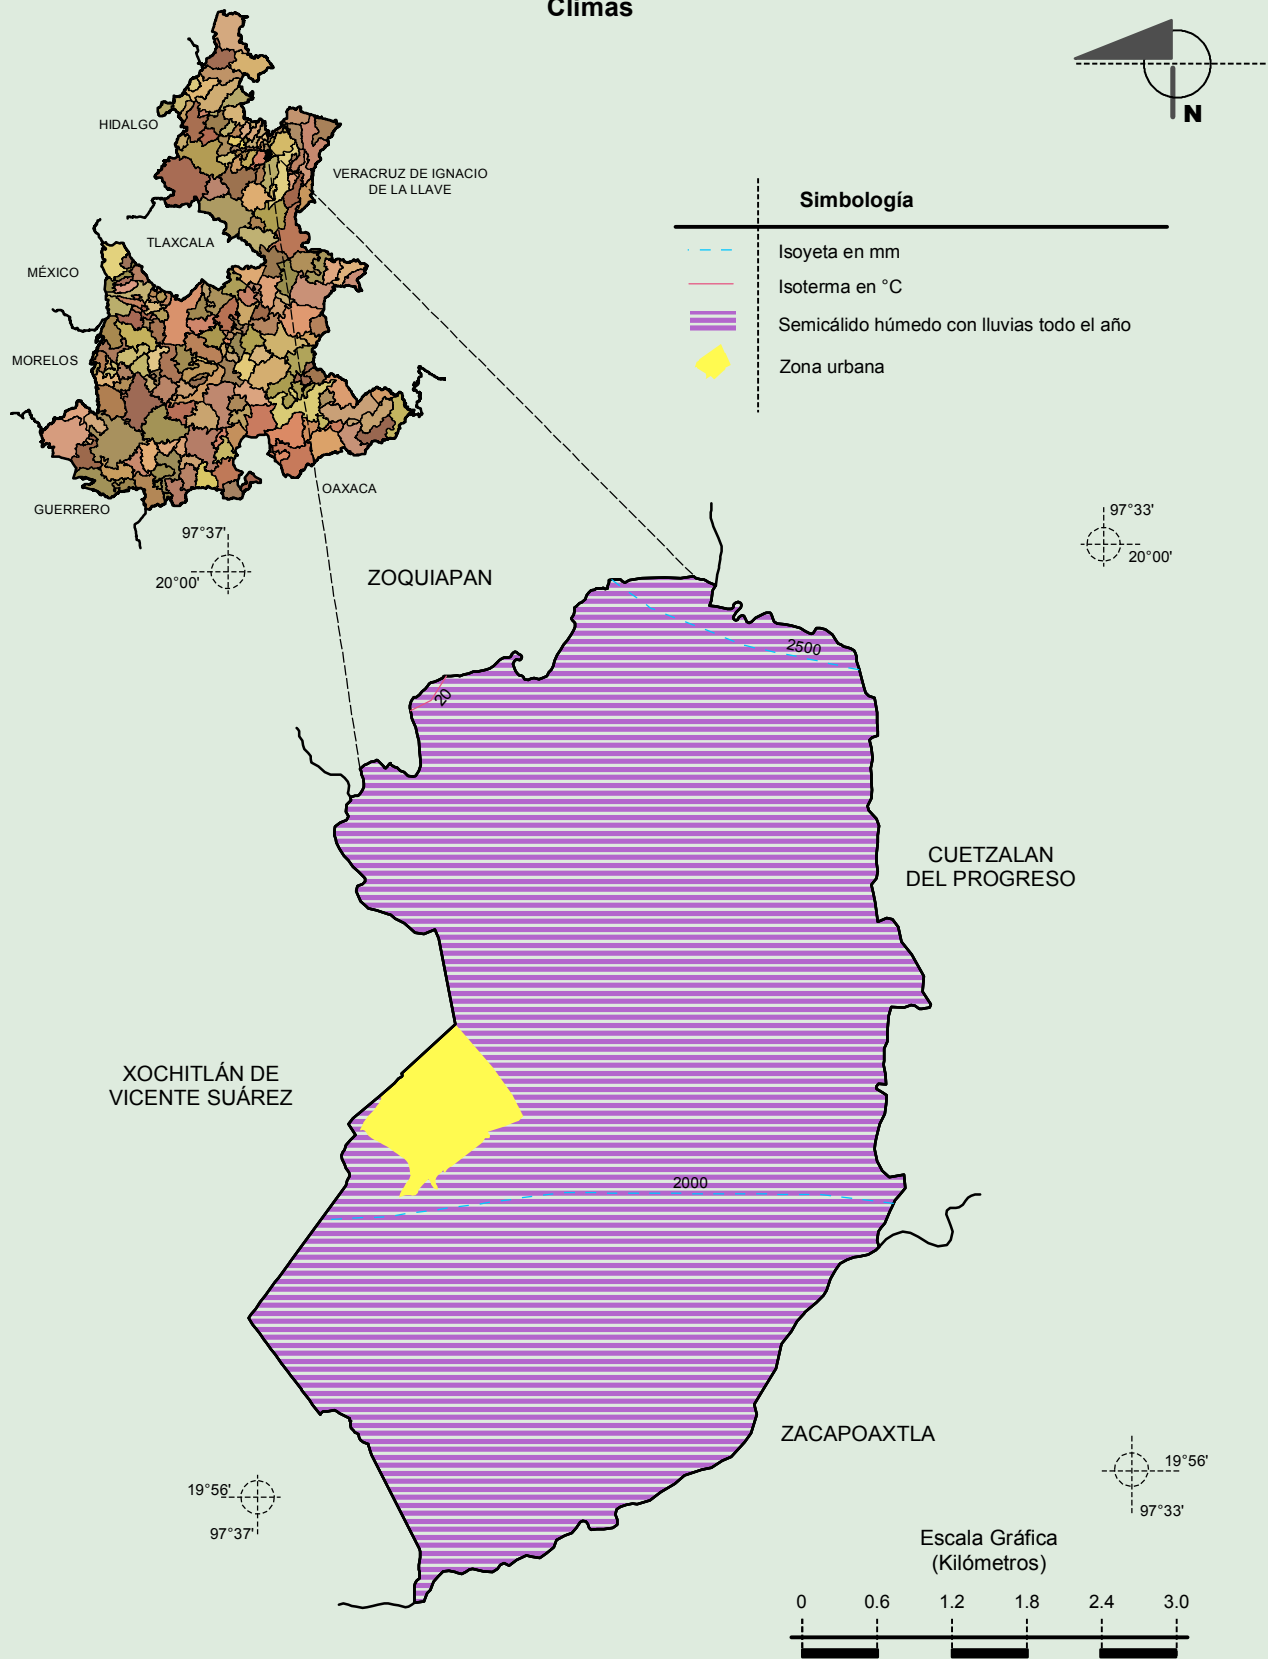 Climas
N
HIDALGO
VERACRUZ DE IGNACIO
DE LA LLAVE
TLAXCALA
MÉXICO
MORELOS
GUERRERO
OAXACA
Simbología
Isoyeta en mm
Isoterma en °C
Semicálido húmedo con lluvias todo el año
Zona urbana
97°37'
20°00'
97°33'
20°00'
ZOQUIAPAN
2500
20
CUETZALAN
DEL PROGRESO
XOCHITLÁN DE
VICENTE SUÁREZ
2000
ZACAPOAXTLA
19°56'
97°37'
19°56'
97°33'
Escala Gráfica
(Kilómetros)
0 0.6 1.2 1.8 2.4 3.0